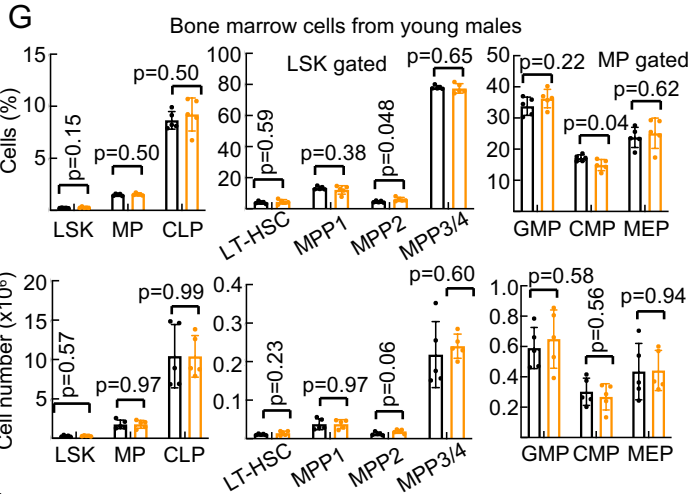 G
Bone marrow cells from young males
Cells (%)
15
10
5
p=0.15
p=0.50
p=0.50
LSK MP CLP
LSK gated
100
80
60
40
20
p=0.59
p=0.38
p=0.048
p=0.65
LT-HSC MPP1 MPP2 MPP3/4
MP gated
50
40
30
20
10
p=0.22
p=0.04
p=0.62
GMP CMP MEP
Cell number (x10⁶)
20
15
10
5
p=0.57
p=0.97
p=0.99
LSK MP CLP
0.4
0.3
0.2
0.1
p=0.23
p=0.97
p=0.06
p=0.60
LT-HSC MPP1 MPP2 MPP3/4
1.0
0.8
0.6
0.4
0.2
p=0.58
p=0.56
p=0.94
GMP CMP MEP